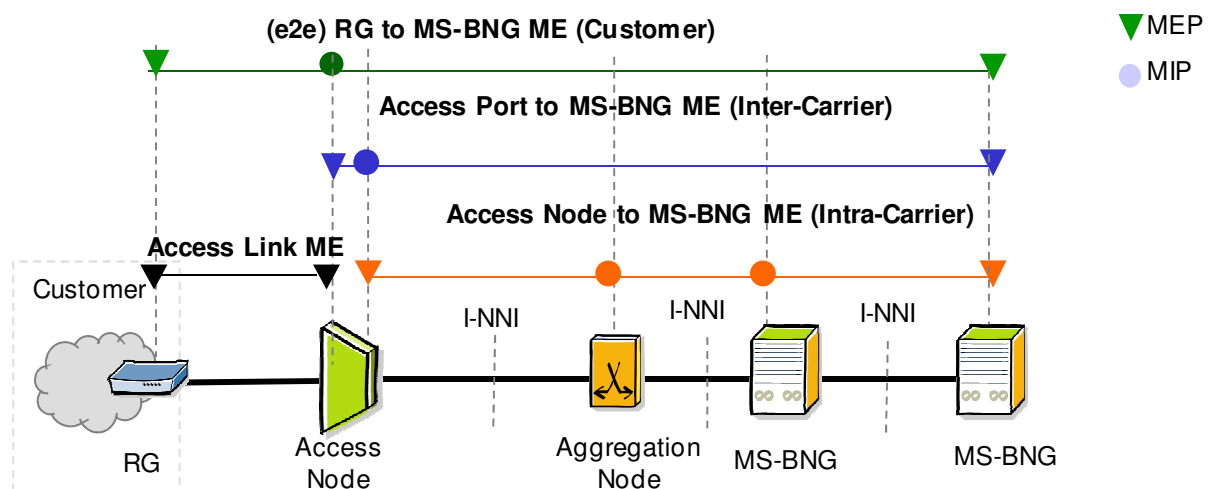 (e2e) RG to MS-BNG ME (Customer)
MEP
MIP
Access Port to MS-BNG ME (Inter-Carrier)
Access Node to MS-BNG ME (Intra-Carrier)
Access Link ME
Customer
I-NNI
I-NNI
I-NNI
RG
Access
Node
Aggregation
Node
MS-BNG
MS-BNG